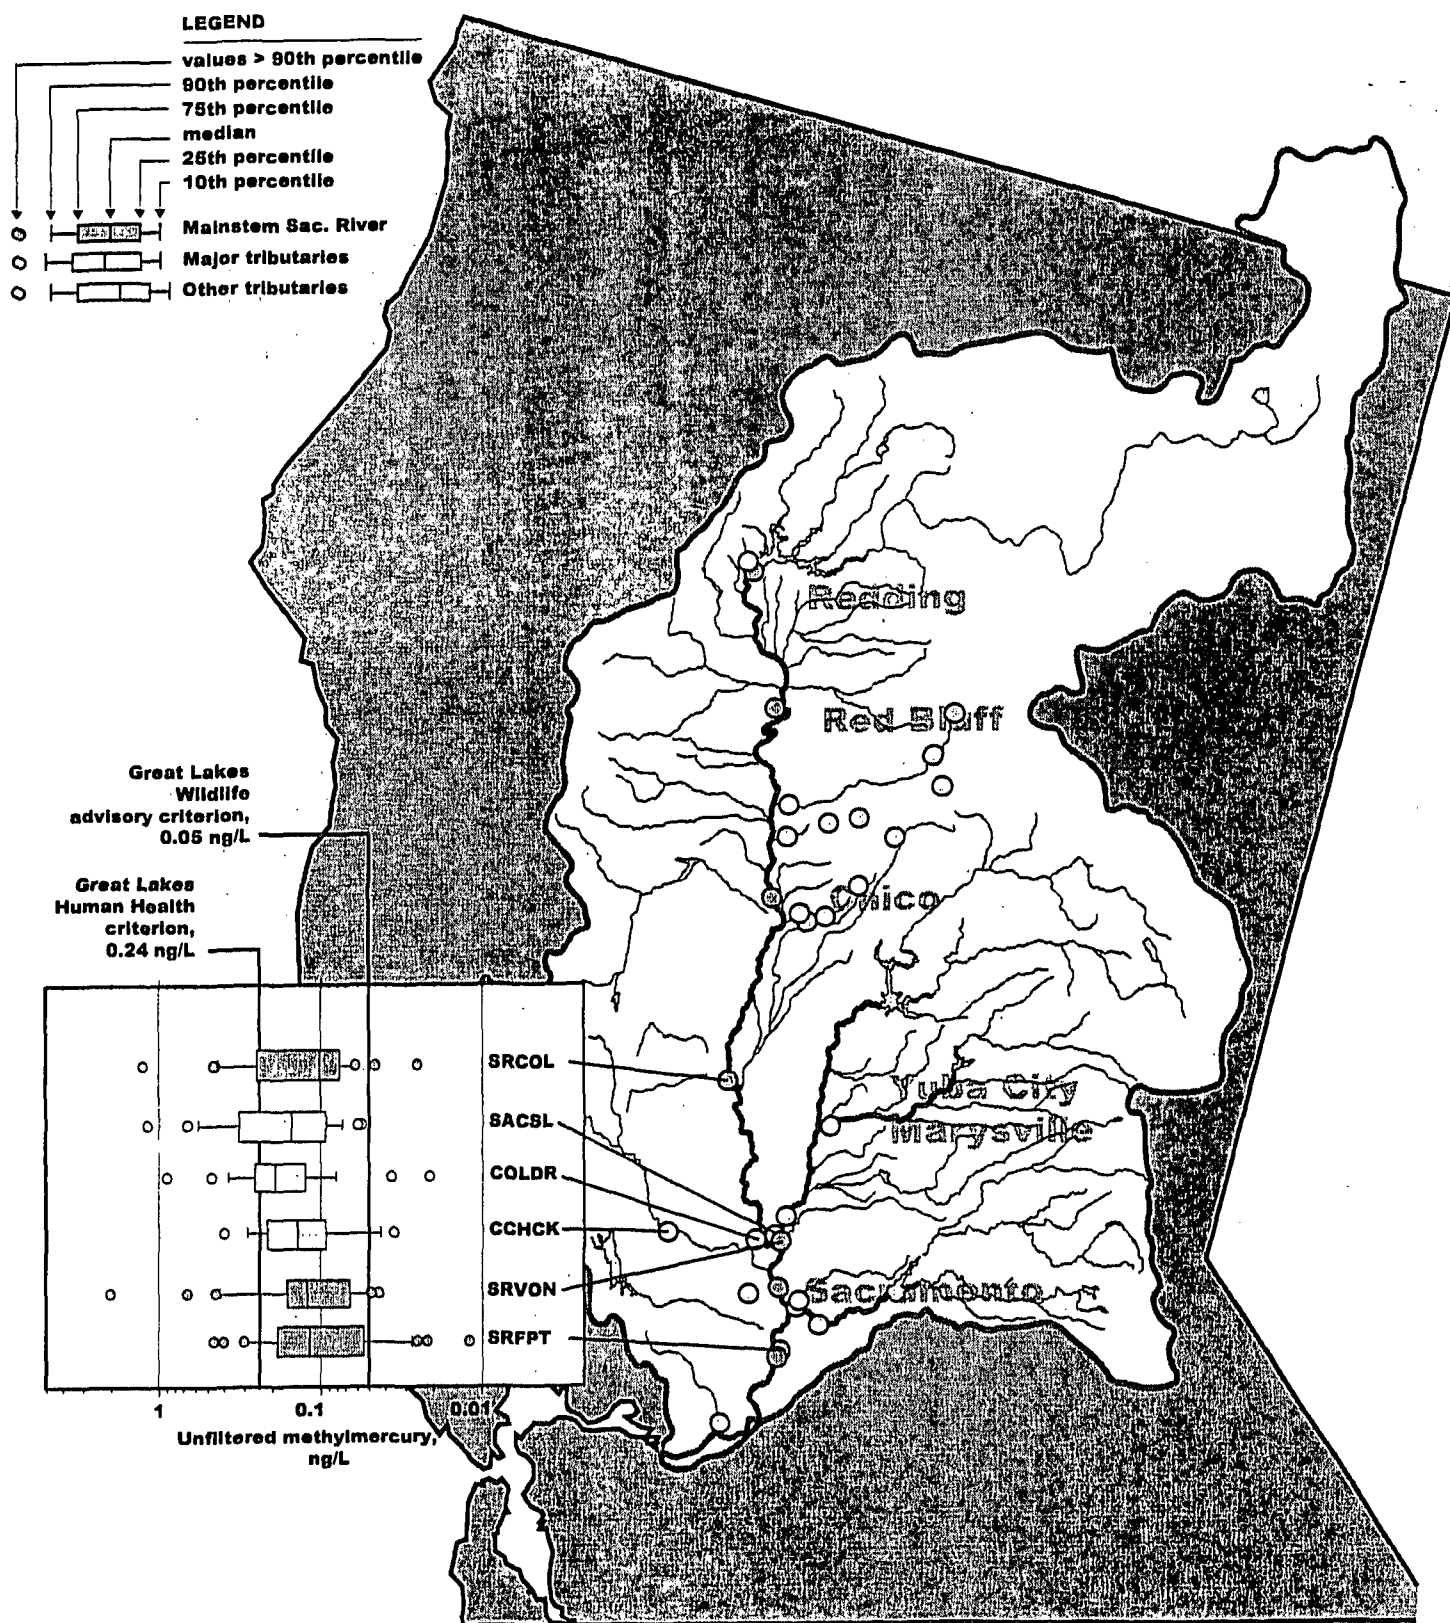 LEGEND
values > 90th percentile
90th percentile
75th percentile
median
25th percentile
10th percentile
Mainstem Sac. River
Major tributaries
Other tributaries
Redding
Red Bluff
Great Lakes
Wildlife
advisory criterion,
0.05 ng/L
Great Lakes
Human Health
criterion,
0.24 ng/L
Chico
SRCOL
Yuba City
Marysville
SACSL
COLDR
CCHCK
SRVON
Sacramento
SRFPT
1
0.1
0.01
Unfiltered methylmercury,
ng/L